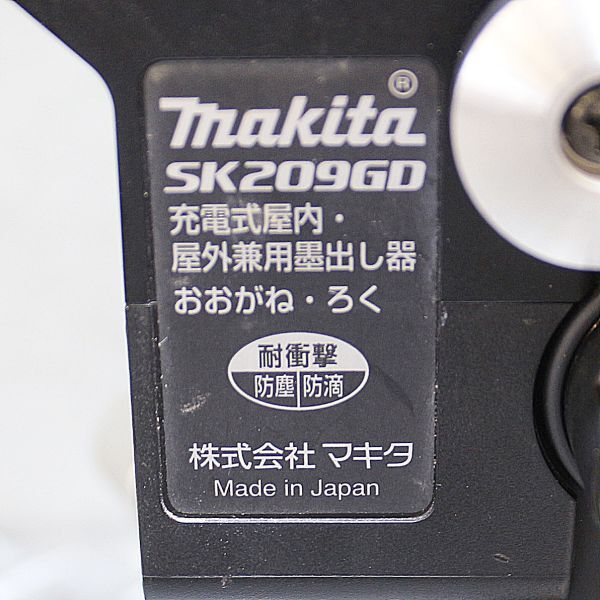 makita®
SK209GD
充電式屋内・
屋外兼用墨出し器
おおがね・ろく
耐衝撃
防塵 防滴
株式会社 マキタ
Made in Japan